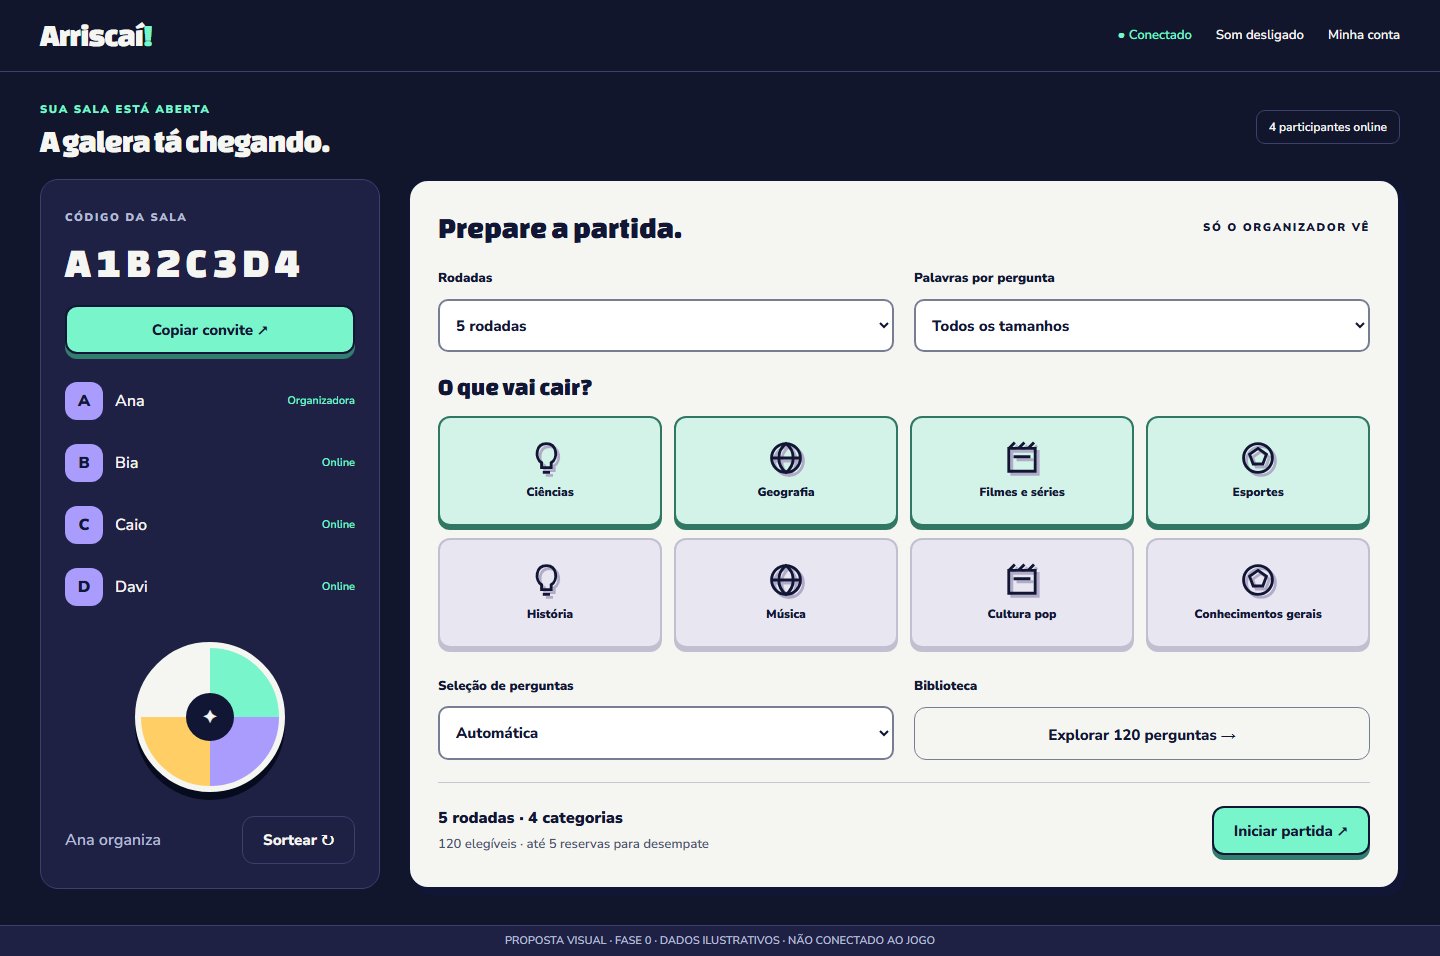 Arriscaí!
Conectado
Som desligado
Minha conta
SUA SALA ESTÁ ABERTA
A galera tá chegando.
4 participantes online
CÓDIGO DA SALA
A1B2C3D4
Copiar convite ↗
A Ana Organizadora
B Bia Online
C Caio Online
D Davi Online
Ana organiza
Sortear ↻
Prepare a partida.
SÓ O ORGANIZADOR VÊ
Rodadas
Palavras por pergunta
5 rodadas
Todos os tamanhos
O que vai cair?
Ciências
Geografia
Filmes e séries
Esportes
História
Música
Cultura pop
Conhecimentos gerais
Seleção de perguntas
Biblioteca
Automática
Explorar 120 perguntas →
5 rodadas · 4 categorias
120 elegíveis · até 5 reservas para desempate
Iniciar partida ↗
PROPOSTA VISUAL · FASE 0 · DADOS ILUSTRATIVOS · NÃO CONECTADO AO JOGO